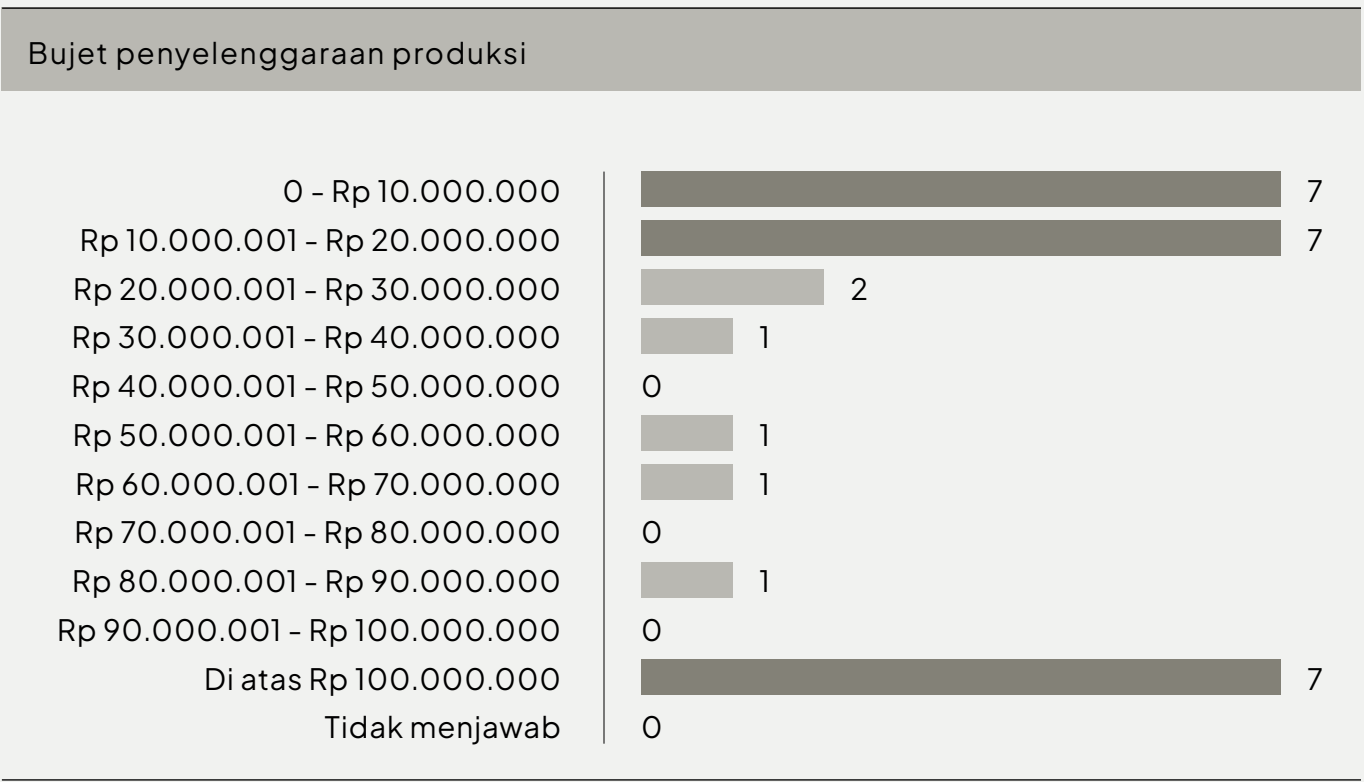 Bujet penyelenggaraan produksi
0 - Rp 10.000.000 7
Rp 10.000.001 - Rp 20.000.000 7
Rp 20.000.001 - Rp 30.000.000 2
Rp 30.000.001 - Rp 40.000.000 1
Rp 40.000.001 - Rp 50.000.000 0
Rp 50.000.001 - Rp 60.000.000 1
Rp 60.000.001 - Rp 70.000.000 1
Rp 70.000.001 - Rp 80.000.000 0
Rp 80.000.001 - Rp 90.000.000 1
Rp 90.000.001 - Rp 100.000.000 0
Di atas Rp 100.000.000 7
Tidak menjawab 0